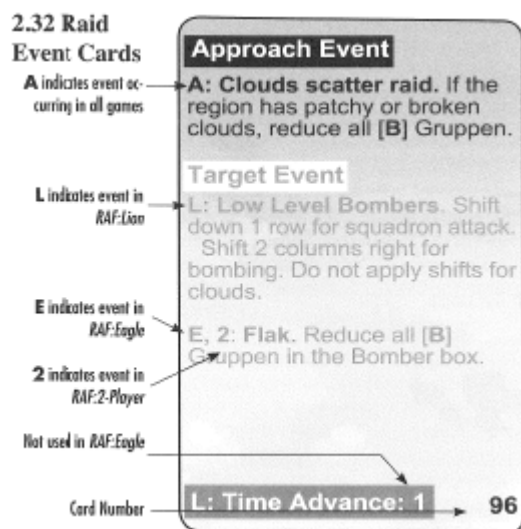 2.32 Raid
Event Cards
A indicates event oc-
curring in all games
L indicates event in
RAF:Lion
E indicates event in
RAF:Eagle
2 indicates event in
RAF:2-Player
Not used in RAF:Eagle
Card Number
Approach Event
A: Clouds scatter raid. If the
region has patchy or broken
clouds, reduce all [B] Gruppen.
Target Event
L: Low Level Bombers. Shift
down 1 row for squadron attack.
Shift 2 columns right for
bombing. Do not apply shifts for
clouds.
E, 2: Flak. Reduce all [B]
Gruppen in the Bomber box.
L: Time Advance: 1
96